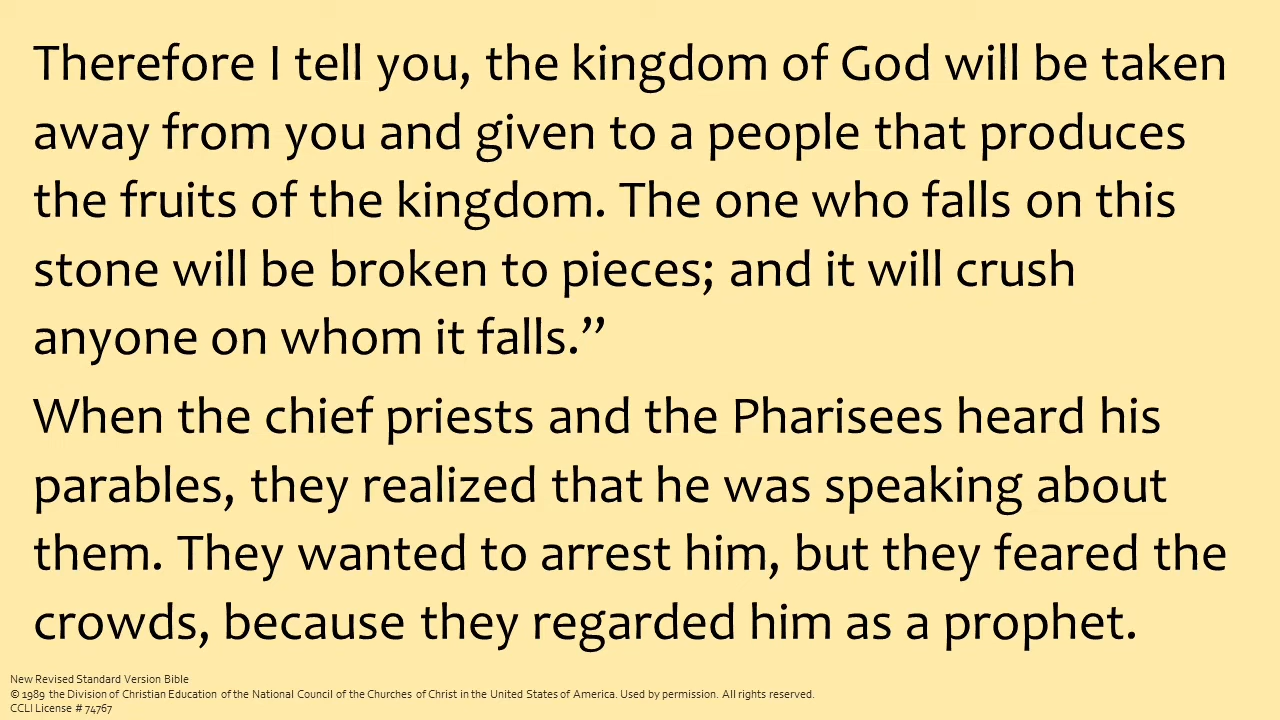 Therefore I tell you, the kingdom of God will be taken
away from you and given to a people that produces
the fruits of the kingdom. The one who falls on this
stone will be broken to pieces; and it will crush
anyone on whom it falls.”
When the chief priests and the Pharisees heard his
parables, they realized that he was speaking about
them. They wanted to arrest him, but they feared the
crowds, because they regarded him as a prophet.
New Revised Standard Version Bible
© 1989 the Division of Christian Education of the National Council of the Churches of Christ in the United States of America. Used by permission. All rights reserved.
CCLI License # 74767